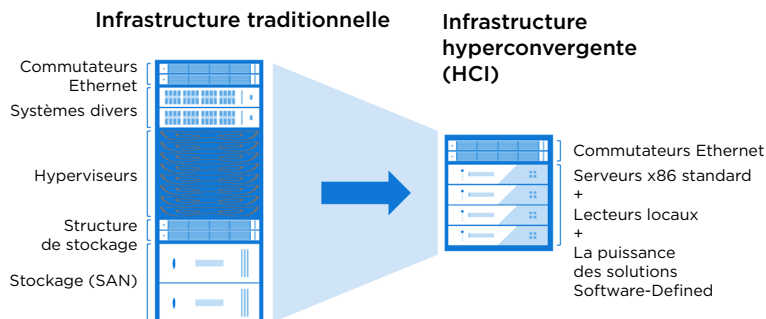 Infrastructure traditionnelle
Commutateurs
Ethernet
Systèmes divers
Hyperviseurs
Structure
de stockage
Stockage (SAN)
Infrastructure
hyperconvergente
(HCI)
Commutateurs Ethernet
Serveurs x86 standard
+
Lecteurs locaux
+
La puissance
des solutions
Software-Defined